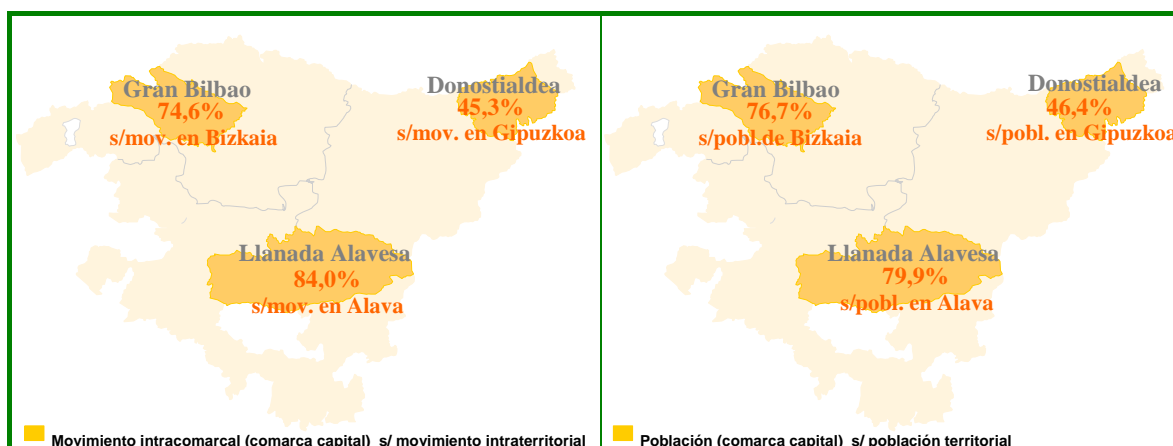 Gran Bilbao
74,6%
s/mov. en Bizkaia
Donostialdea
45,3%
s/mov. en Gipuzkoa
Llanada Alavesa
84,0%
s/mov. en Alava
Movimiento intracomarcal (comarca capital) s/ movimiento intraterritorial
Gran Bilbao
76,7%
s/pobl.de Bizkaia
Donostialdea
46,4%
s/pobl. en Gipuzkoa
Llanada Alavesa
79,9%
s/pobl. en Alava
Población (comarca capital) s/ población territorial